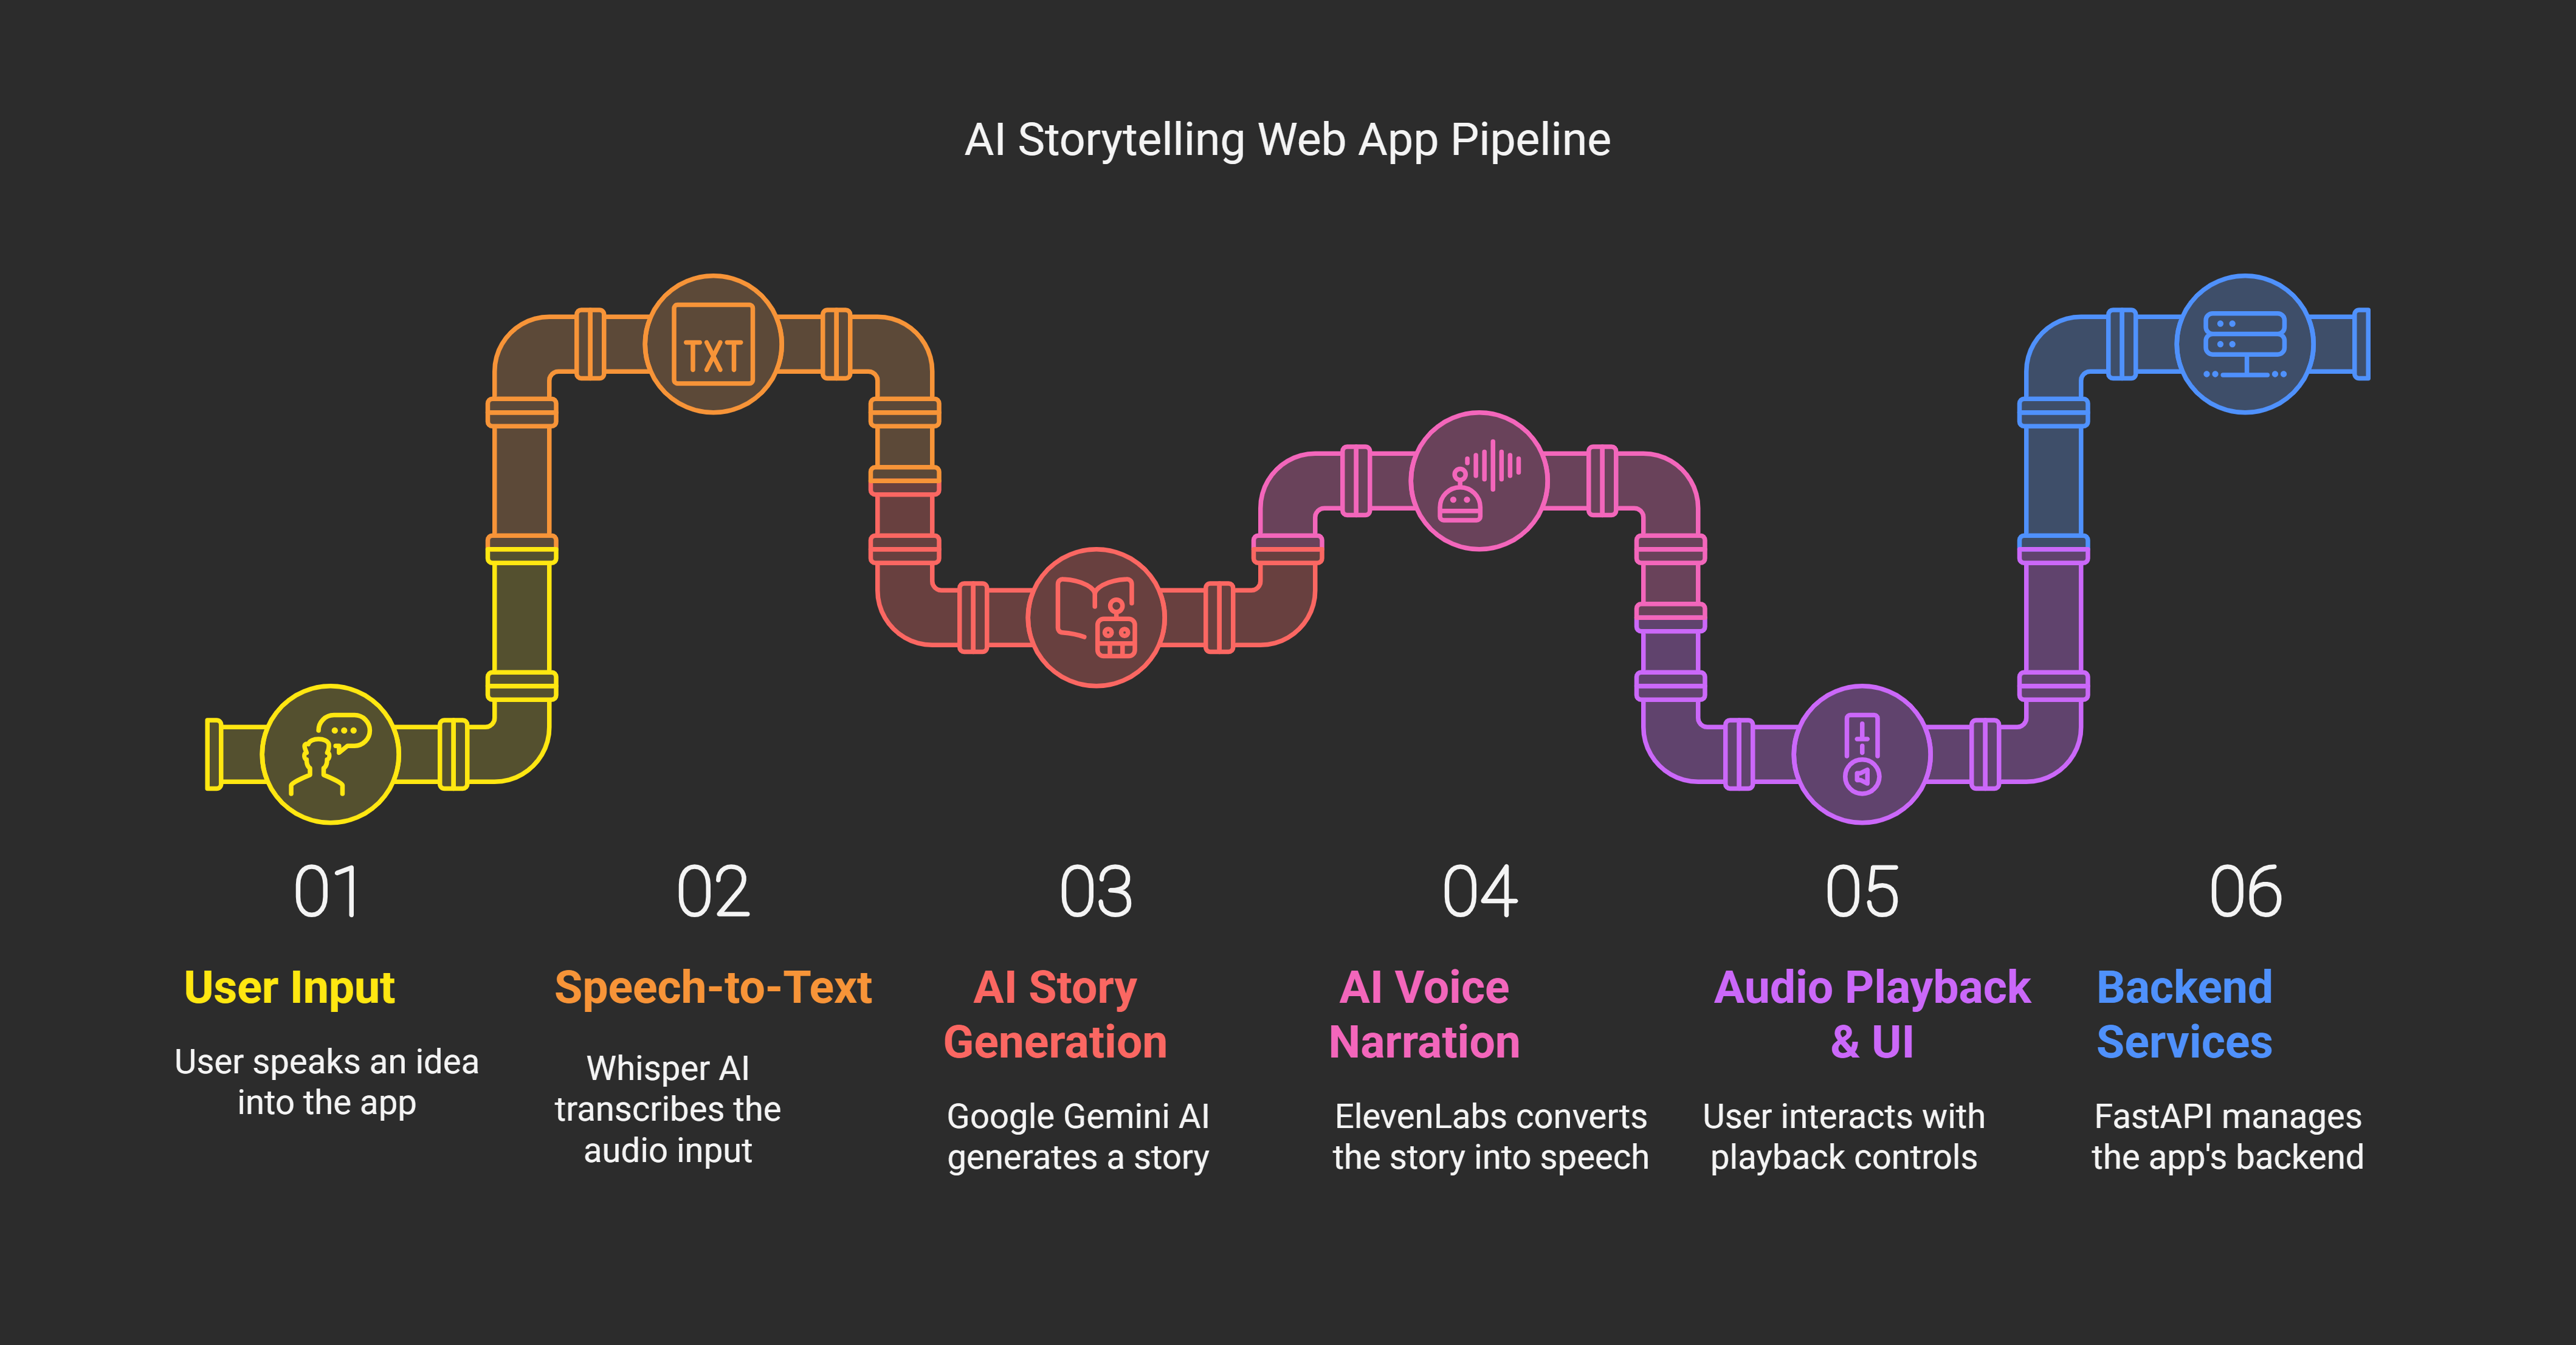 AI Storytelling Web App Pipeline
TXT
01
User Input
User speaks an idea
into the app
02
Speech-to-Text
Whisper AI
transcribes the
audio input
03
AI Story
Generation
Google Gemini AI
generates a story
04
AI Voice
Narration
ElevenLabs converts
the story into speech
05
Audio Playback
& UI
User interacts with
playback controls
06
Backend
Services
FastAPI manages
the app's backend